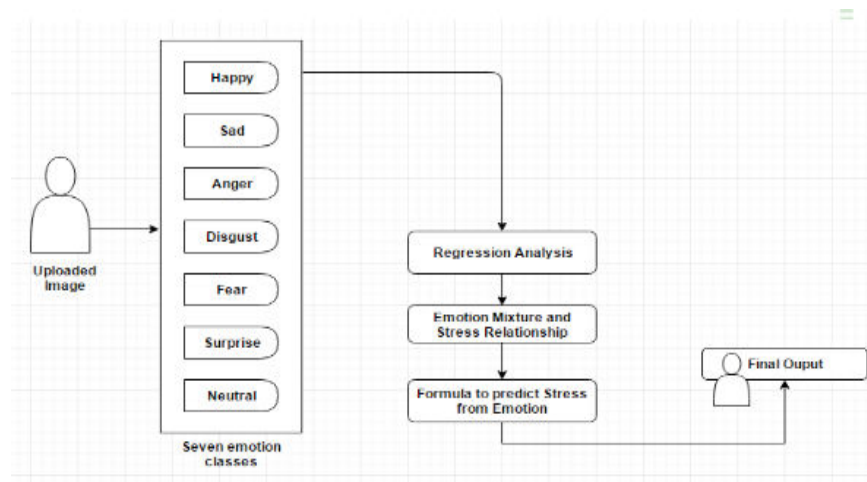 Happy
Sad
Anger
Disgust
Fear
Surprise
Neutral
Uploaded
Image
Seven emotion
classes
Regression Analysis
Emotion Mixture and
Stress Relationship
Formula to predict Stress
from Emotion
Final Ouput